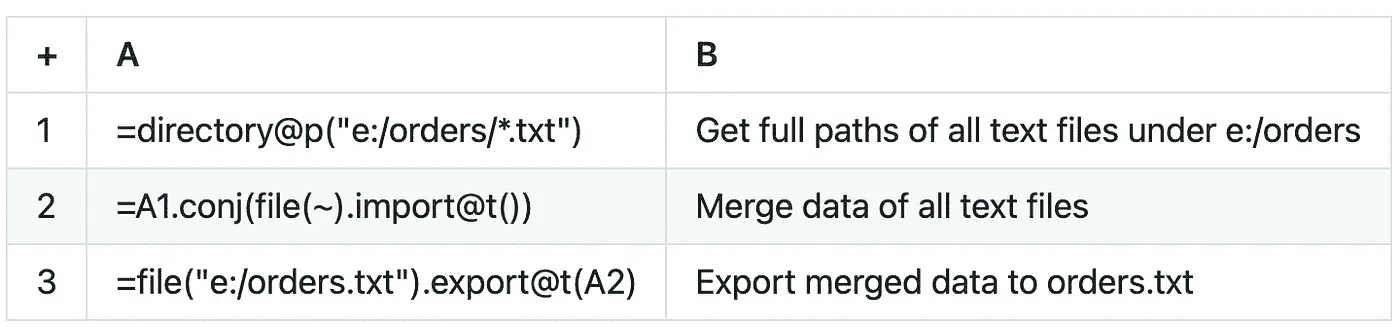 + A B
1 =directory@p("e:/orders/*.txt") Get full paths of all text files under e:/orders
2 =A1.conj(file(~).import@t()) Merge data of all text files
3 =file("e:/orders.txt").export@t(A2) Export merged data to orders.txt